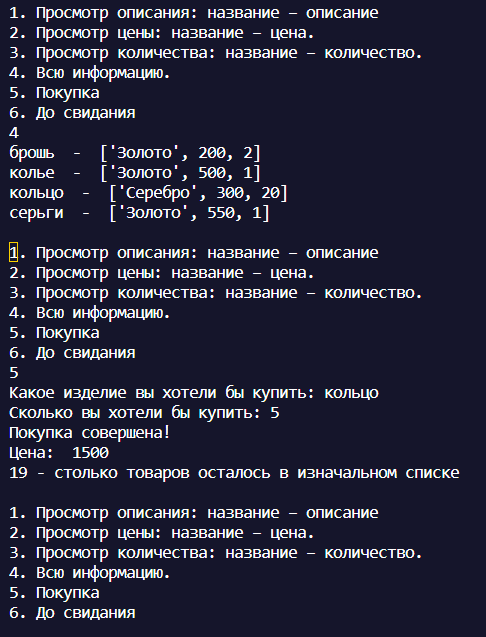 1. Просмотр описания: название – описание
2. Просмотр цены: название – цена.
3. Просмотр количества: название – количество.
4. Всю информацию.
5. Покупка
6. До свидания
4
брошь  -  ['Золото', 200, 2]
колье  -  ['Золото', 500, 1]
кольцо  -  ['Серебро', 300, 20]
серьги  -  ['Золото', 550, 1]
1. Просмотр описания: название – описание
2. Просмотр цены: название – цена.
3. Просмотр количества: название – количество.
4. Всю информацию.
5. Покупка
6. До свидания
5
Какое изделие вы хотели бы купить: кольцо
Сколько вы хотели бы купить: 5
Покупка совершена!
Цена:  1500
19 - столько товаров осталось в изначальном списке
1. Просмотр описания: название – описание
2. Просмотр цены: название – цена.
3. Просмотр количества: название – количество.
4. Всю информацию.
5. Покупка
6. До свидания